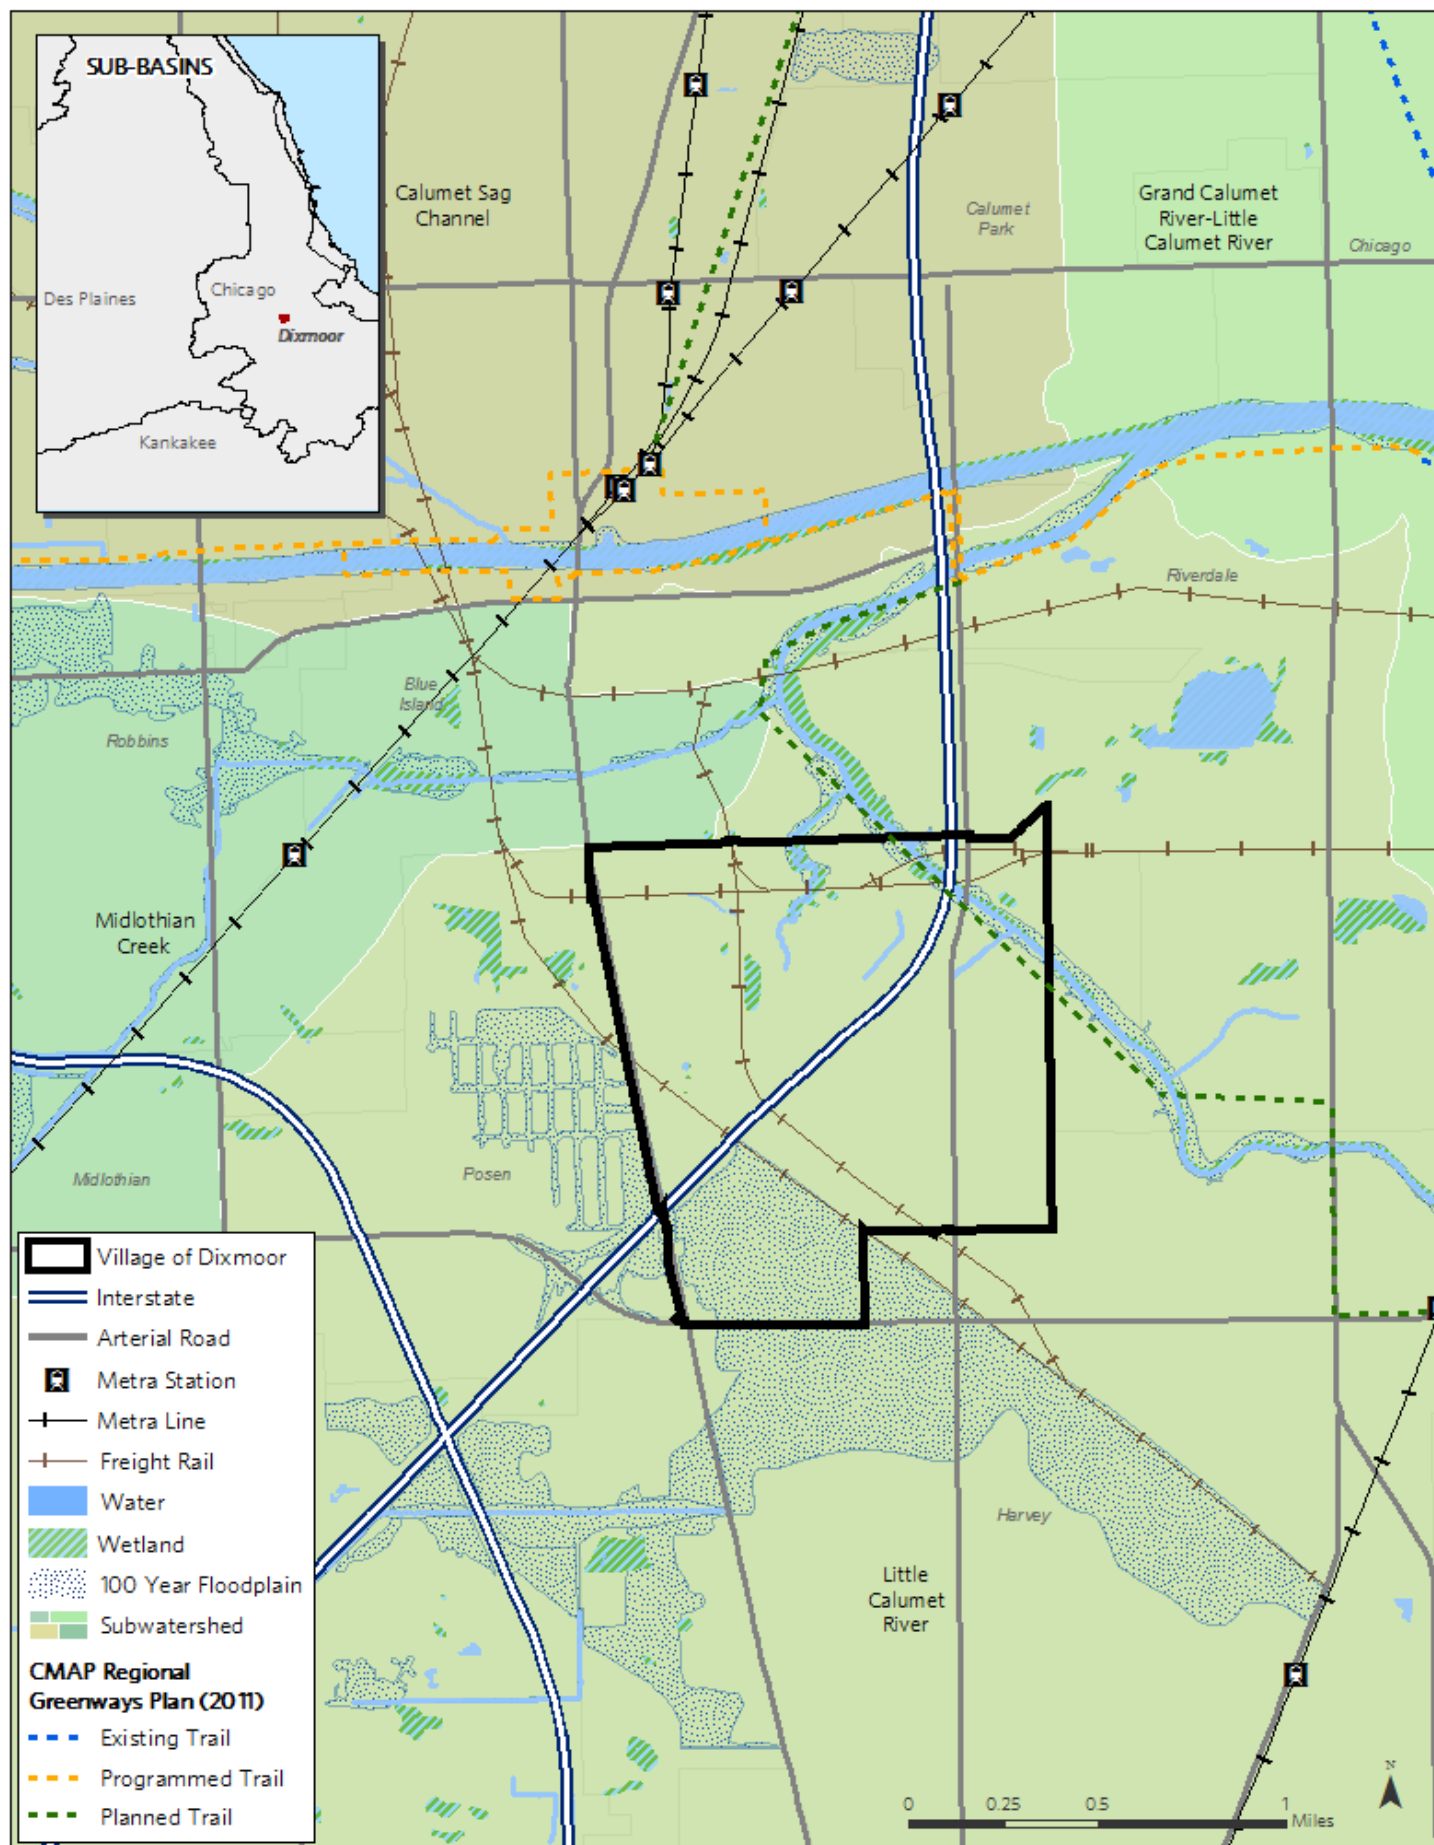 SUB-BASINS
Des Plaines
Chicago
Dixmoor
Kankakee
Calumet Sag
Channel
Calumet
Park
Grand Calumet
River-Little
Calumet River
Chicago
Riverdale
Blue
Island
Robbins
Midlothian
Creek
Midlothian
Posen
Harvey
Little
Calumet
River
Village of Dixmoor
Interstate
Arterial Road
Metra Station
Metra Line
Freight Rail
Water
Wetland
100 Year Floodplain
Subwatershed
CMAP Regional
Greenways Plan (2011)
Existing Trail
Programmed Trail
Planned Trail
N
0 0.25 0.5 1
Miles